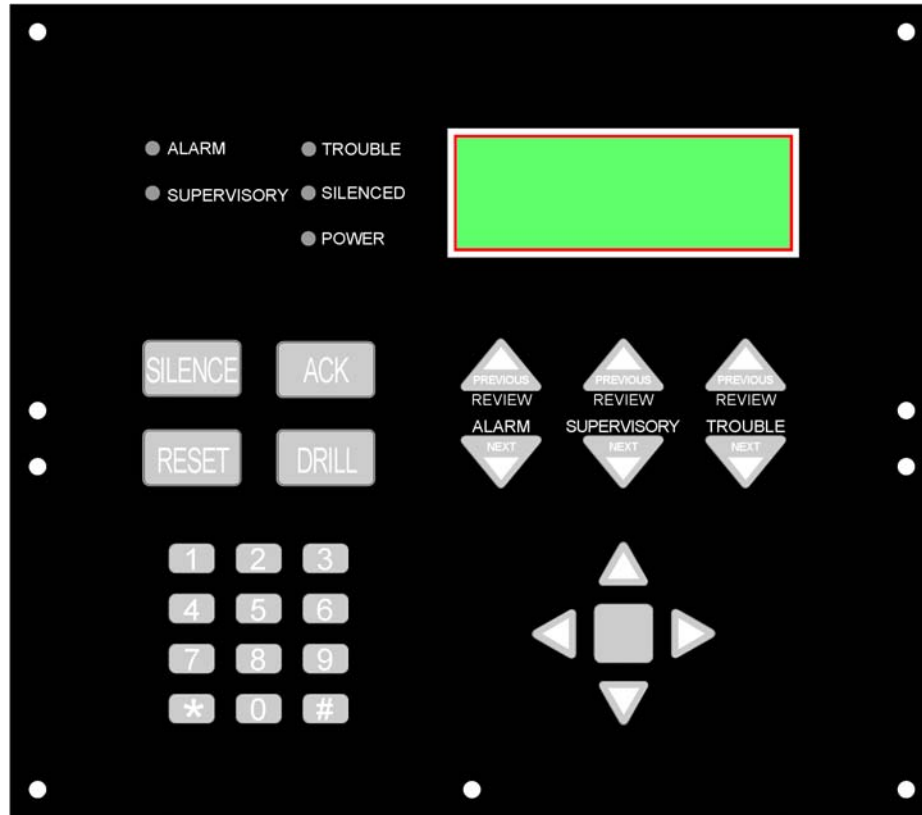 ALARM TROUBLE
SUPERVISORY SILENCED
POWER
SILENCE ACK
PREVIOUS PREVIOUS PREVIOUS
REVIEW REVIEW REVIEW
ALARM SUPERVISORY TROUBLE
NEXT NEXT NEXT
RESET DRILL
1 2 3
4 5 6
7 8 9
* 0 #